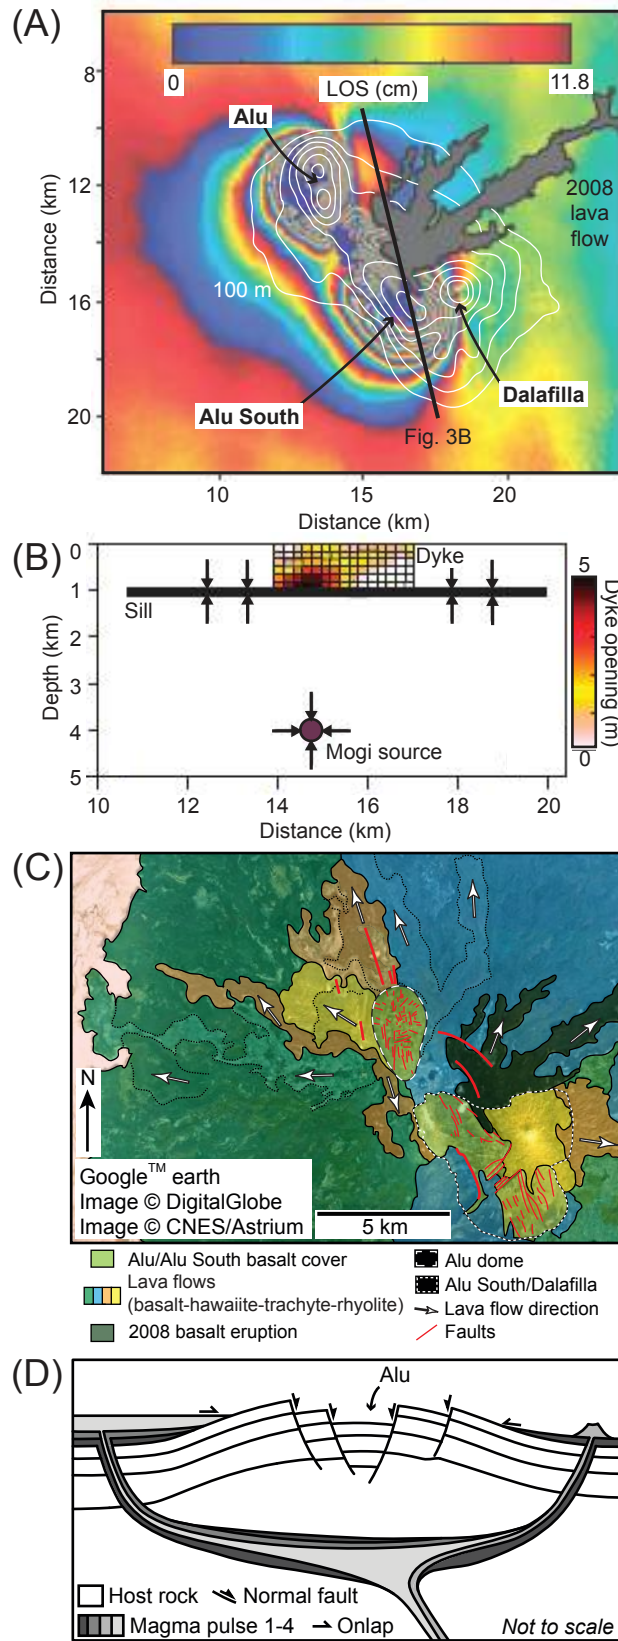 (A)
0
11.8
LOS (cm)
Alu
2008
lava
flow
100 m
Alu South
Dalafilla
Fig. 3B
Distance (km)
8
12
16
20
10
15
20
Distance (km)
(B)
0
1
2
3
4
5
Depth (km)
Dyke
Sill
Mogi source
5
0
Dyke opening (m)
10
12
14
16
18
20
Distance (km)
(C)
N
Google™ earth
Image © DigitalGlobe
Image © CNES/Astrium
5 km
Alu/Alu South basalt cover
Lava flows
(basalt-hawaiite-trachyte-rhyolite)
2008 basalt eruption
Alu dome
Alu South/Dalafilla
Lava flow direction
Faults
(D)
Alu
Host rock
Normal fault
Magma pulse 1-4
Onlap
Not to scale